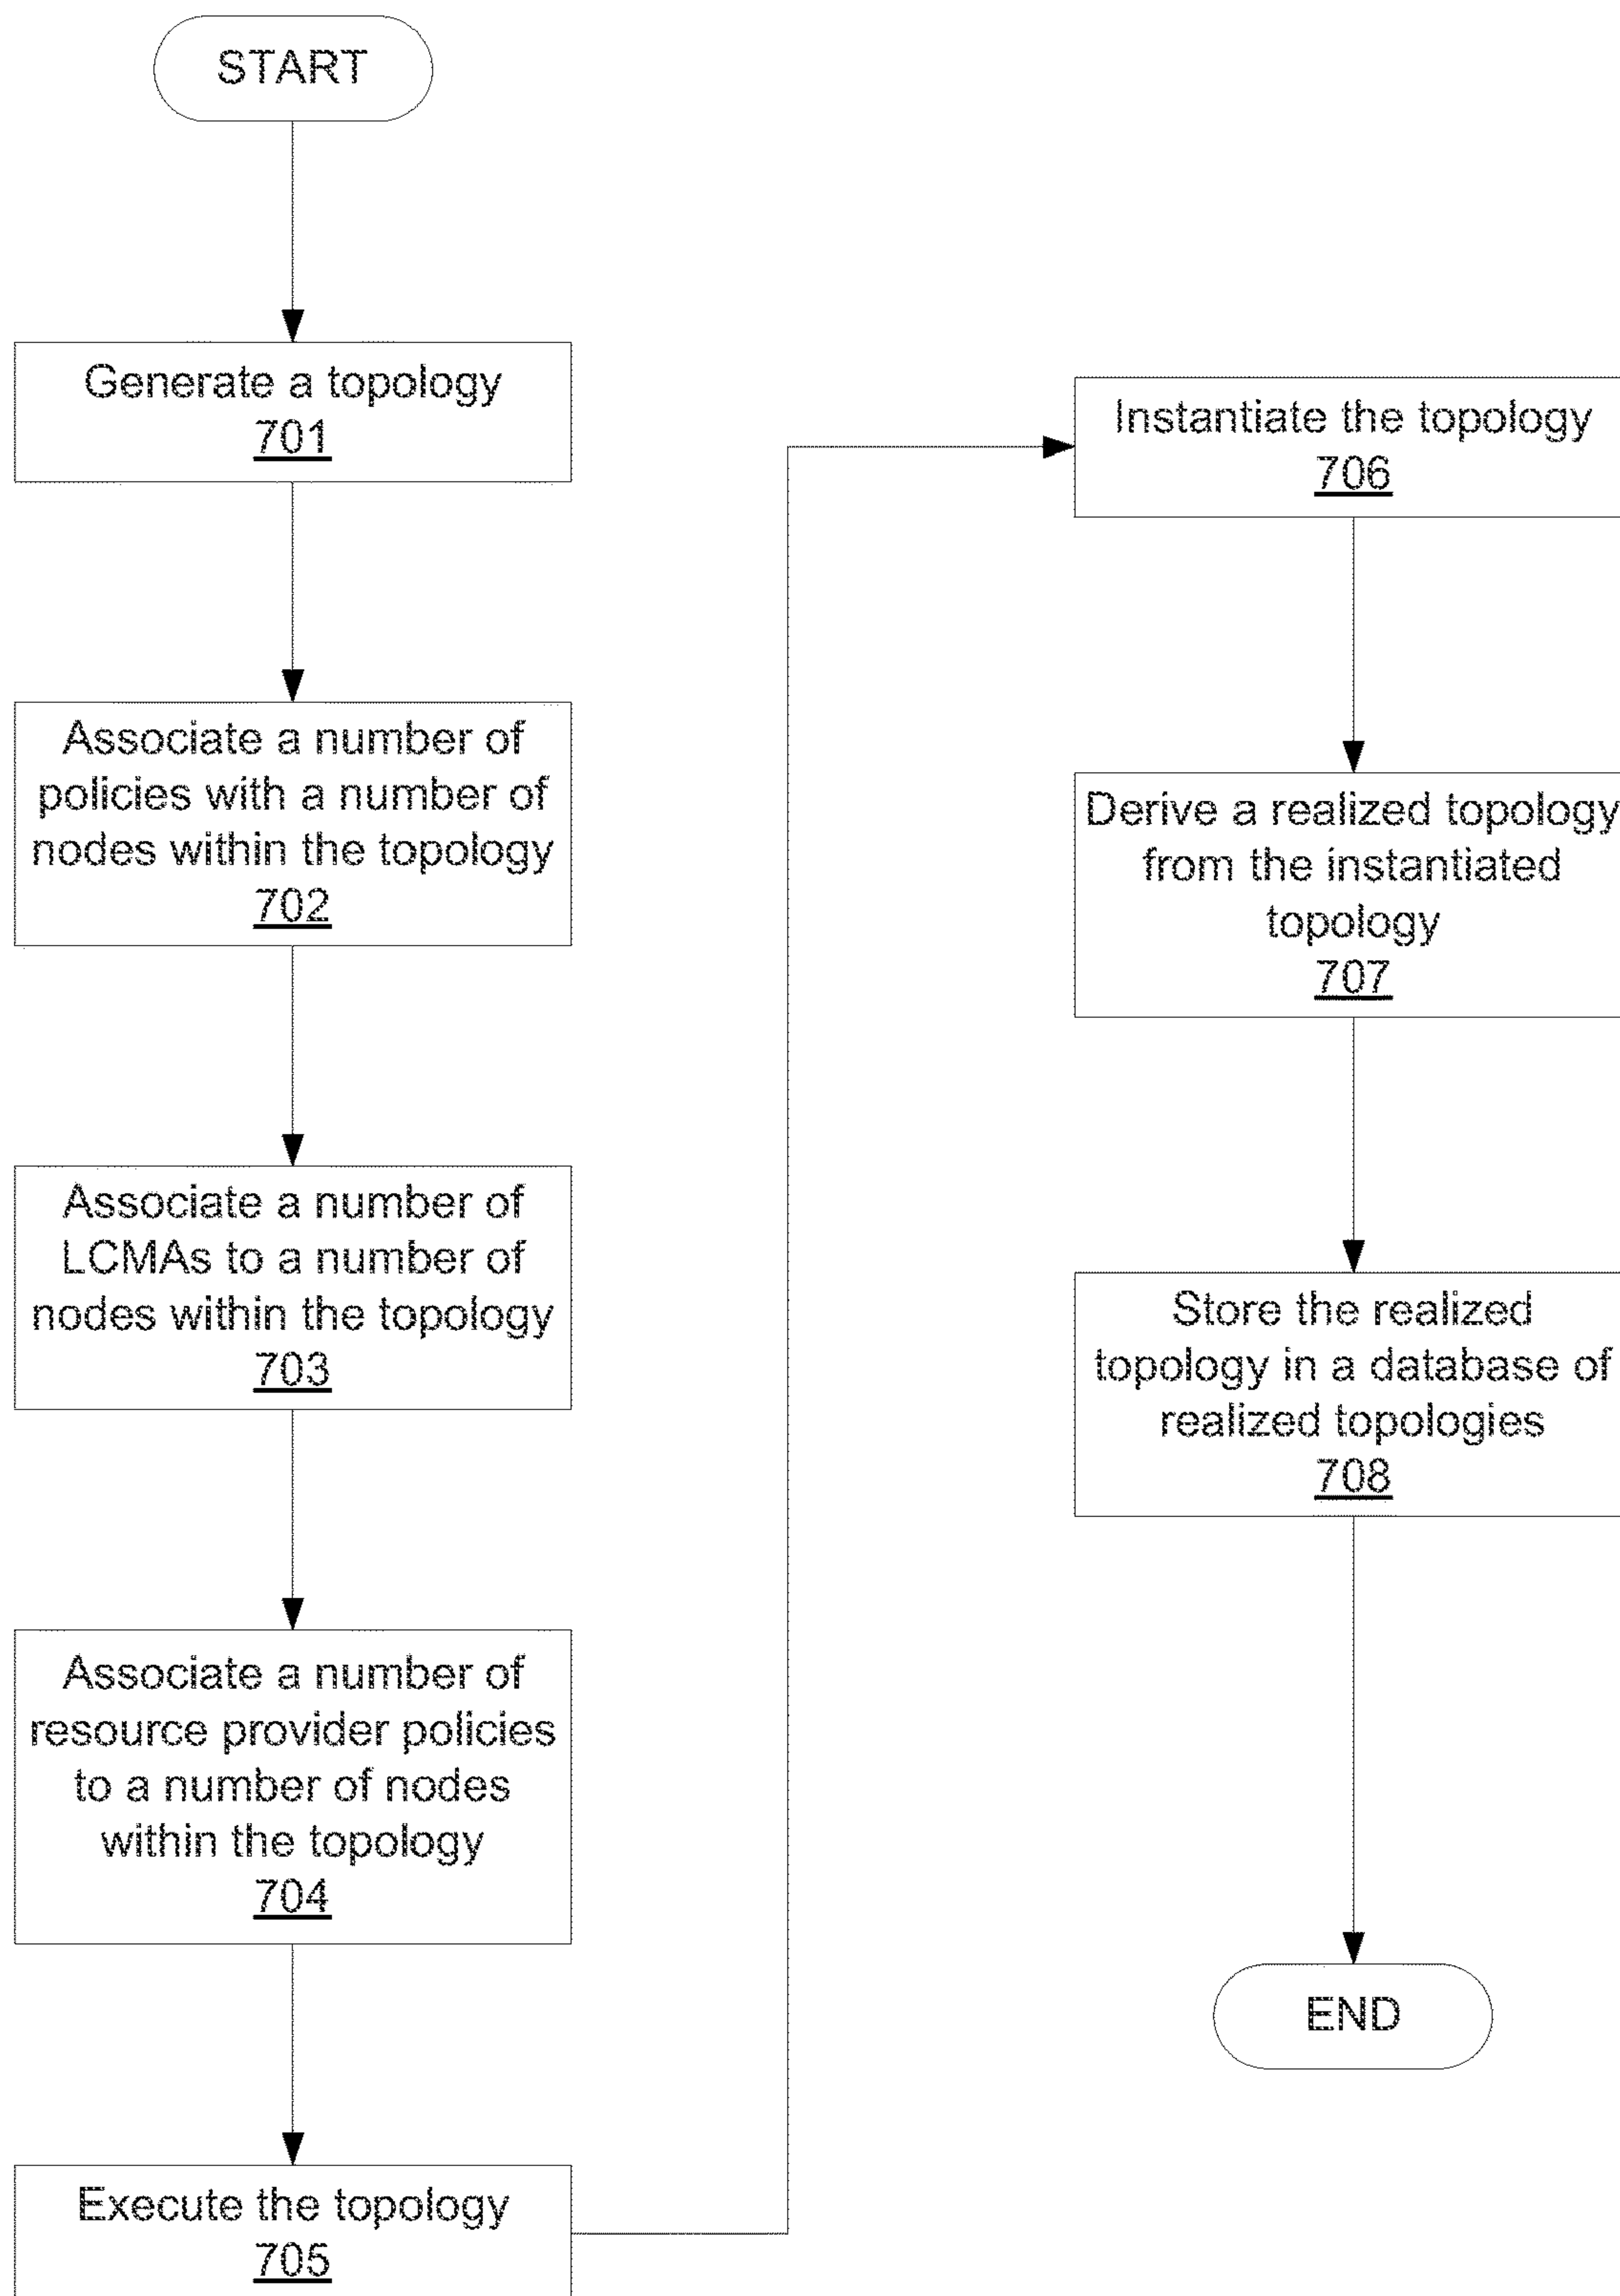 START
Generate a topology
701
Associate a number of
policies with a number of
nodes within the topology
702
Associate a number of
LCMAs to a number of
nodes within the topology
703
Associate a number of
resource provider policies
to a number of nodes
within the topology
704
Execute the topology
705
Instantiate the topology
706
Derive a realized topology
from the instantiated
topology
707
Store the realized
topology in a database of
realized topologies
708
END